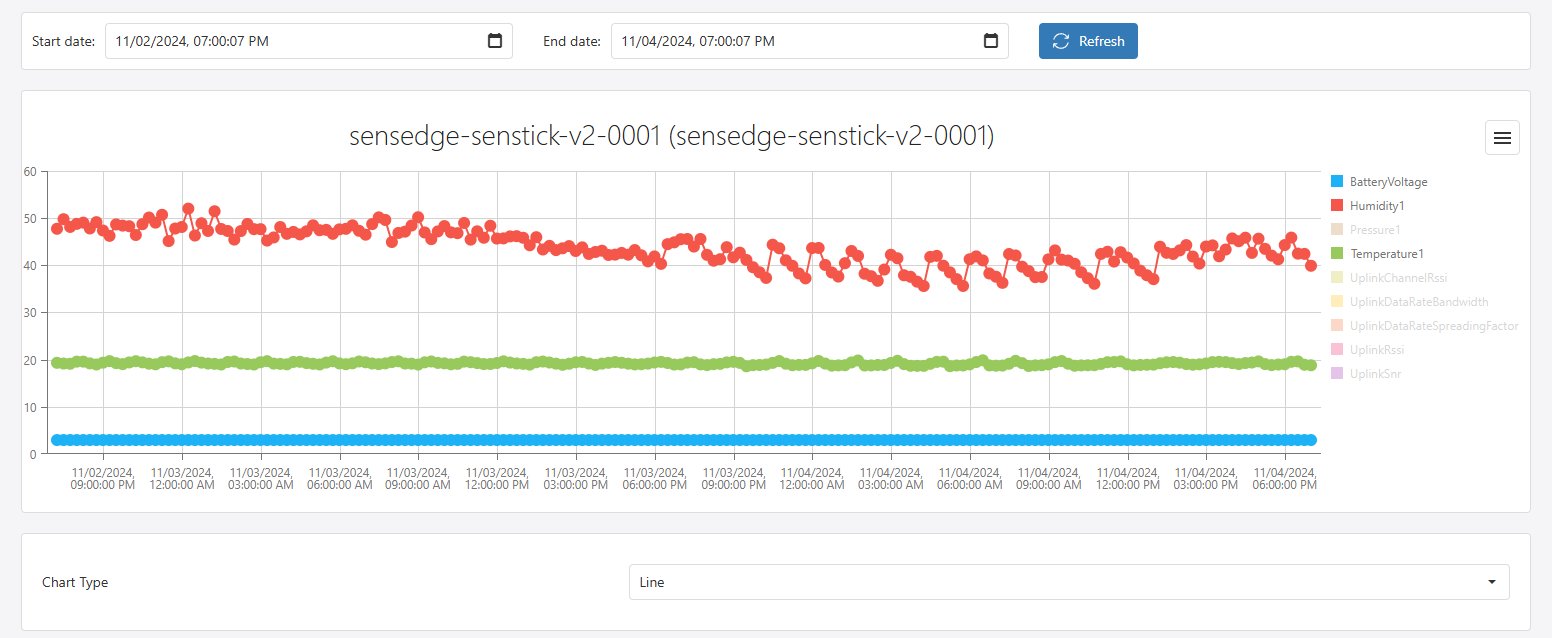 Start date: 11/02/2024, 07:00:07 PM End date: 11/04/2024, 07:00:07 PM Refresh
sensedge-senstick-v2-0001 (sensedge-senstick-v2-0001)
60
50
40
30
20
10
0
11/02/2024, 09:00:00 PM
11/03/2024, 12:00:00 AM
11/03/2024, 03:00:00 AM
11/03/2024, 06:00:00 AM
11/03/2024, 09:00:00 AM
11/03/2024, 12:00:00 PM
11/03/2024, 03:00:00 PM
11/03/2024, 06:00:00 PM
11/03/2024, 09:00:00 PM
11/04/2024, 12:00:00 AM
11/04/2024, 03:00:00 AM
11/04/2024, 06:00:00 AM
11/04/2024, 09:00:00 AM
11/04/2024, 12:00:00 PM
11/04/2024, 03:00:00 PM
11/04/2024, 06:00:00 PM
BatteryVoltage
Humidity1
Pressure1
Temperature1
UplinkChannelRssi
UplinkDataRateBandwidth
UplinkDataRateSpreadingFactor
UplinkRssi
UplinkSnr
Chart Type Line